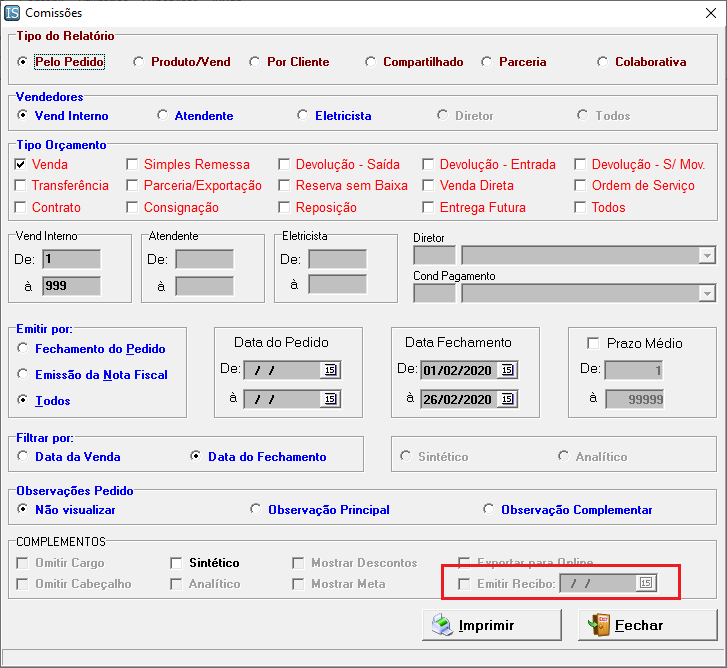 IS Comissões
Tipo do Relatório
Pelo Pedido Produto/Vend Por Cliente Compartilhado Parceria Colaborativa
Vendedores
Vend Interno Atendente Eletricista Diretor Todos
Tipo Orçamento
Venda Simples Remessa Devolução - Saída Devolução - Entrada Devolução - S/ Mov.
Transferência Parceria/Exportação Reserva sem Baixa Venda Direta Ordem de Serviço
Contrato Consignação Reposição Entrega Futura Todos
Vend Interno Atendente Eletricista Diretor
De: 1 De: De:
Cond Pagamento
à 999 à à
Emitir por:
Fechamento do Pedido
Emissão da Nota Fiscal
Todos
Data do Pedido
De: / / 15
à / / 15
Data Fechamento
De: 01/02/2020 15
à 26/02/2020 15
Prazo Médio
De: 1
à 99999
Filtrar por:
Data da Venda Data do Fechamento Sintético Analítico
Observações Pedido
Não visualizar Observação Principal Observação Complementar
COMPLEMENTOS
Omitir Cargo Sintético Mostrar Descontos Exportar para Online
Omitir Cabeçalho Analítico Mostrar Meta Emitir Recibo: / / 15
Imprimir Fechar